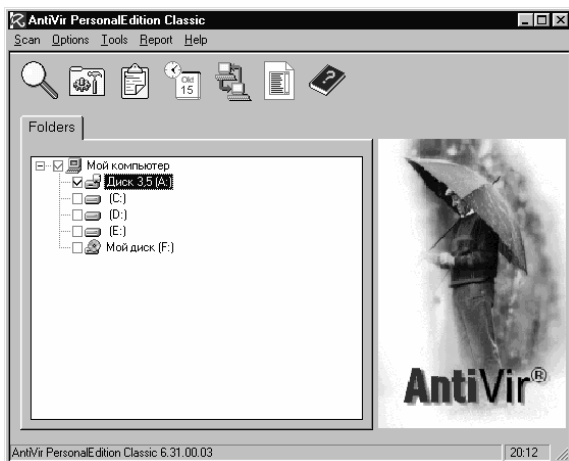 AntiVir PersonalEdition Classic
Scan Options Tools Report Help
Old
15
Folders
Мой компьютер
Диск 3,5 (A:)
(C:)
(D:)
(E:)
Мой диск (F:)
AntiVir®
AntiVir PersonalEdition Classic 6.31.00.03 20:12